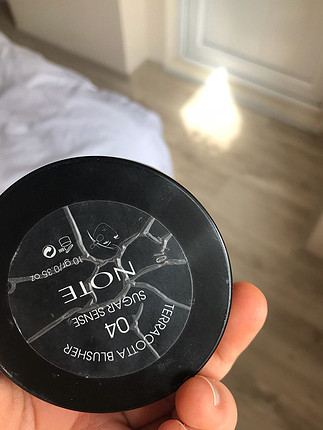 TERRACOTTA BLUSHER
04
SUGAR SENSE
NOTE
10 gr/0.35 oz